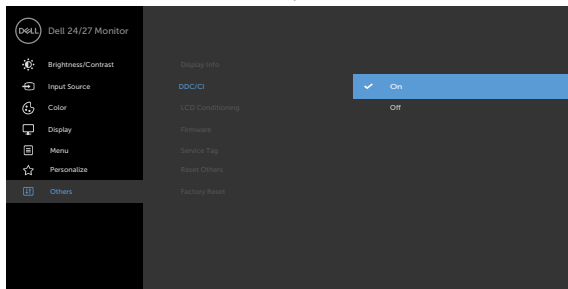 DELL Dell 24/27 Monitor
Brightness/Contrast
Input Source
Color
Display
Menu
Personalize
Others
Display Info
DDC/CI
LCD Conditioning
Firmware
Service Tag
Reset Others
Factory Reset
On
Off